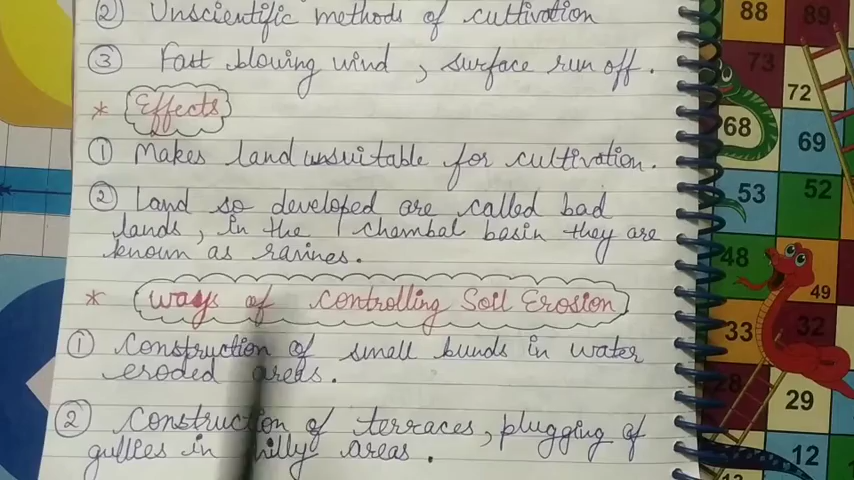 ② Unscientific methods of cultivation
③ Fast blowing wind, surface run off.
* Effects
① Makes land unsuitable for cultivation.
② Land so developed are called bad
lands, in the chambal basin they are
known as ravines.
* Ways of controlling Soil Erosion
① Construction of small bunds in water
eroded areas.
② Construction of terraces, plugging of
gullies in hilly areas.
88 89
73
72
68 69
53 52
48
49
33 32
28
29
12